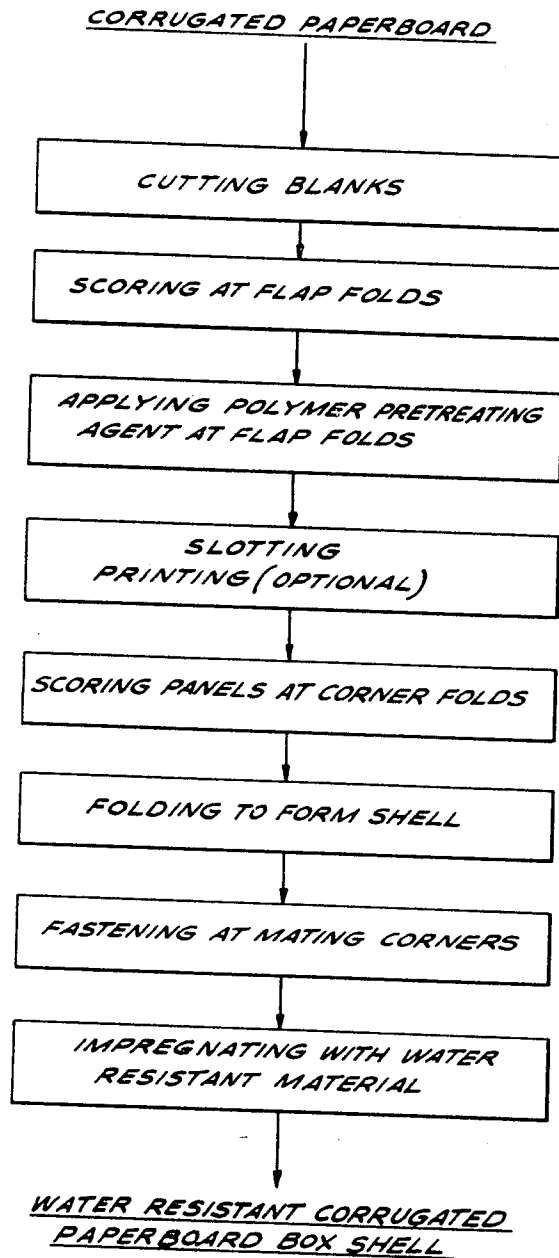 CORRUGATED PAPERBOARD
CUTTING BLANKS
SCORING AT FLAP FOLDS
APPLYING POLYMER PRETREATING
AGENT AT FLAP FOLDS
SLOTTING
PRINTING (OPTIONAL)
SCORING PANELS AT CORNER FOLDS
FOLDING TO FORM SHELL
FASTENING AT MATING CORNERS
IMPREGNATING WITH WATER
RESISTANT MATERIAL
WATER RESISTANT CORRUGATED
PAPERBOARD BOX SHELL